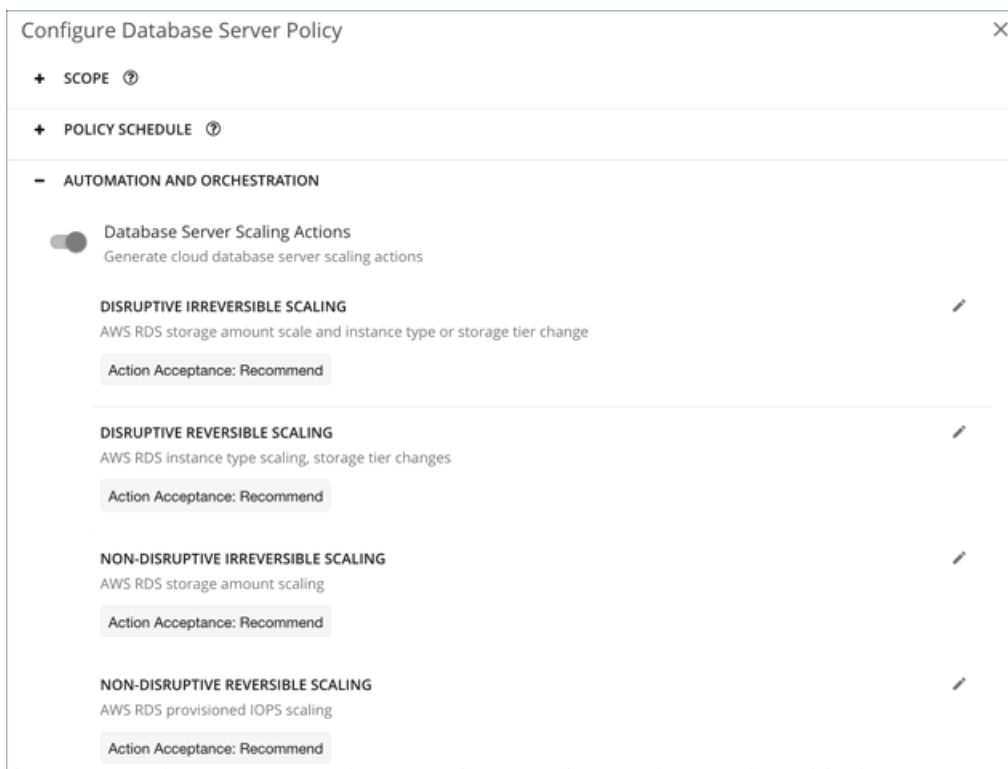 Configure Database Server Policy
SCOPE
POLICY SCHEDULE
AUTOMATION AND ORCHESTRATION
Database Server Scaling Actions
Generate cloud database server scaling actions
DISRUPTIVE IRREVERSIBLE SCALING
AWS RDS storage amount scale and instance type or storage tier change
Action Acceptance: Recommend
DISRUPTIVE REVERSIBLE SCALING
AWS RDS instance type scaling, storage tier changes
Action Acceptance: Recommend
NON-DISRUPTIVE IRREVERSIBLE SCALING
AWS RDS storage amount scaling
Action Acceptance: Recommend
NON-DISRUPTIVE REVERSIBLE SCALING
AWS RDS provisioned IOPS scaling
Action Acceptance: Recommend